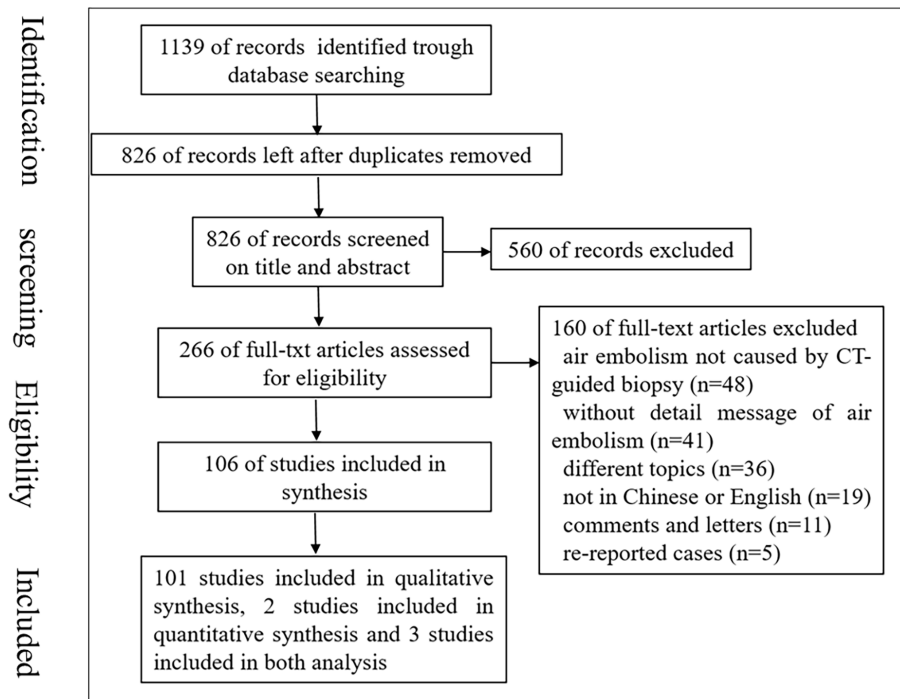 Identification
1139 of records identified trough
database searching
826 of records left after duplicates removed
screening
826 of records screened
on title and abstract
560 of records excluded
Eligibility
266 of full-txt articles assessed
for eligibility
160 of full-text articles excluded
air embolism not caused by CT-
guided biopsy (n=48)
without detail message of air
embolism (n=41)
different topics (n=36)
not in Chinese or English (n=19)
comments and letters (n=11)
re-reported cases (n=5)
106 of studies included in
synthesis
Included
101 studies included in qualitative
synthesis, 2 studies included in
quantitative synthesis and 3 studies
included in both analysis